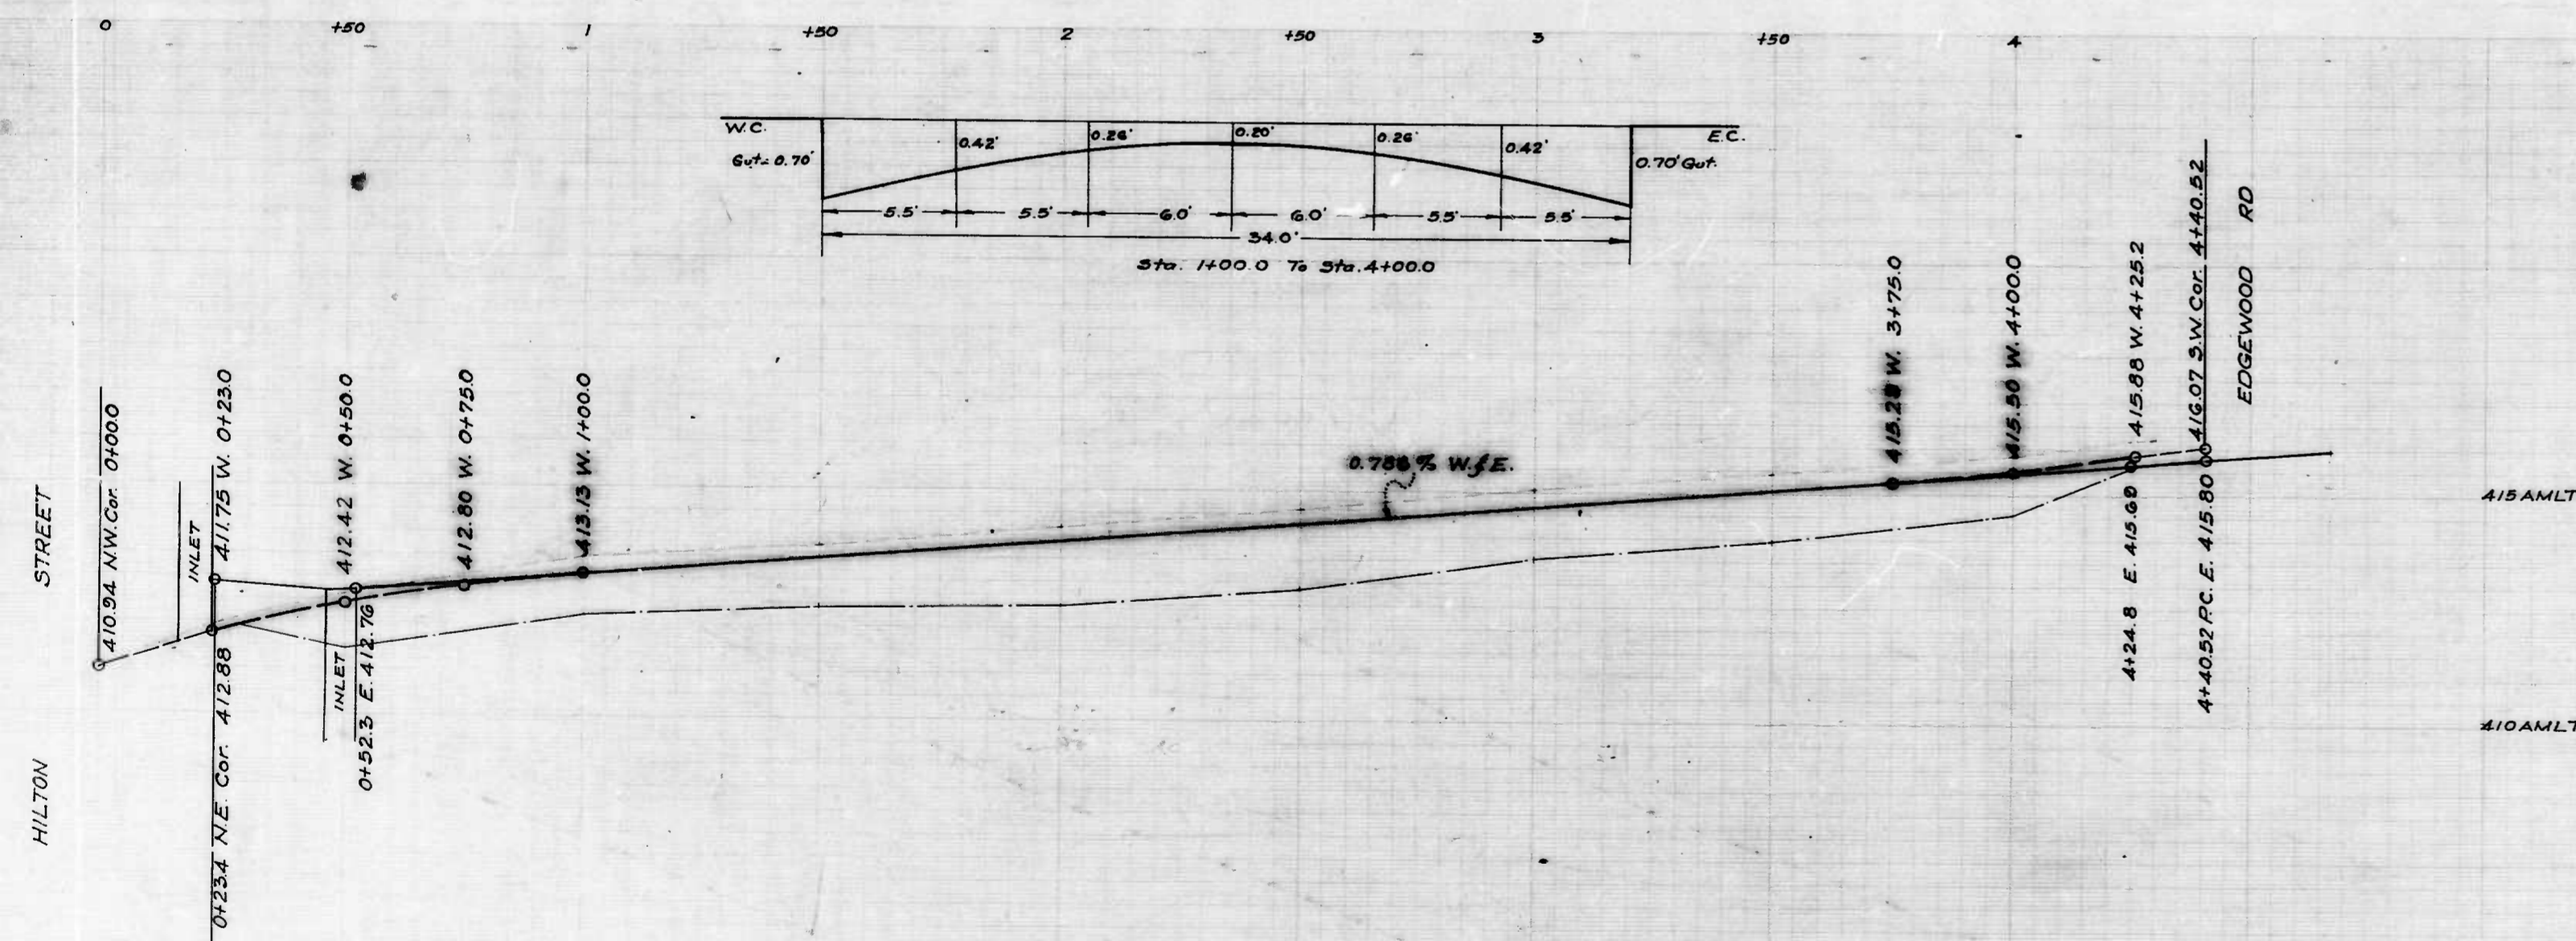 0 +50 1 +50 2 +50 3 +50 4
W.C.
Gut.= 0.70'
0.42'
0.26'
0.20'
0.26'
0.42'
E.C.
0.70' Gut.
5.5' 5.5' 6.0' 6.0' 5.5' 5.5'
34.0'
Sta. 1+00.0 To Sta. 4+00.0
HILTON STREET
410.94 N.W. Cor. 0+00.0
INLET
411.75 W. 0+23.0
0+23.4 N.E. Cor. 412.88
412.42 W. 0+50.0
INLET
0+52.3 E. 412.76
412.80 W. 0+75.0
413.13 W. 1+00.0
W. & E.
W. 3+75.0
415.50 W. 4+00.0
415.88 W. 4+25.2
4+24.8 E. 415.60
416.07 S.W. Cor. 4+40.52
4+40.52 P.C. E. 415.80
EDGEWOOD RD
415 AMLT
410 AMLT